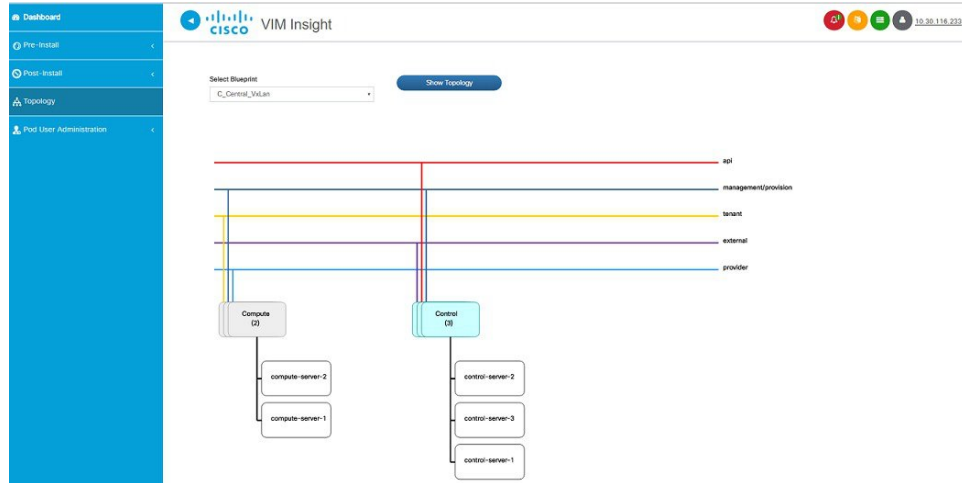 Dashboard
Pre-Install
Post-Install
Topology
Pod User Administration
CISCO VIM Insight
10.30.116.233
Select Blueprint
C_Central_VxLan
Show Topology
api
management/provision
tenant
external
provider
Compute
(2)
Control
(3)
compute-server-2
compute-server-1
control-server-2
control-server-3
control-server-1